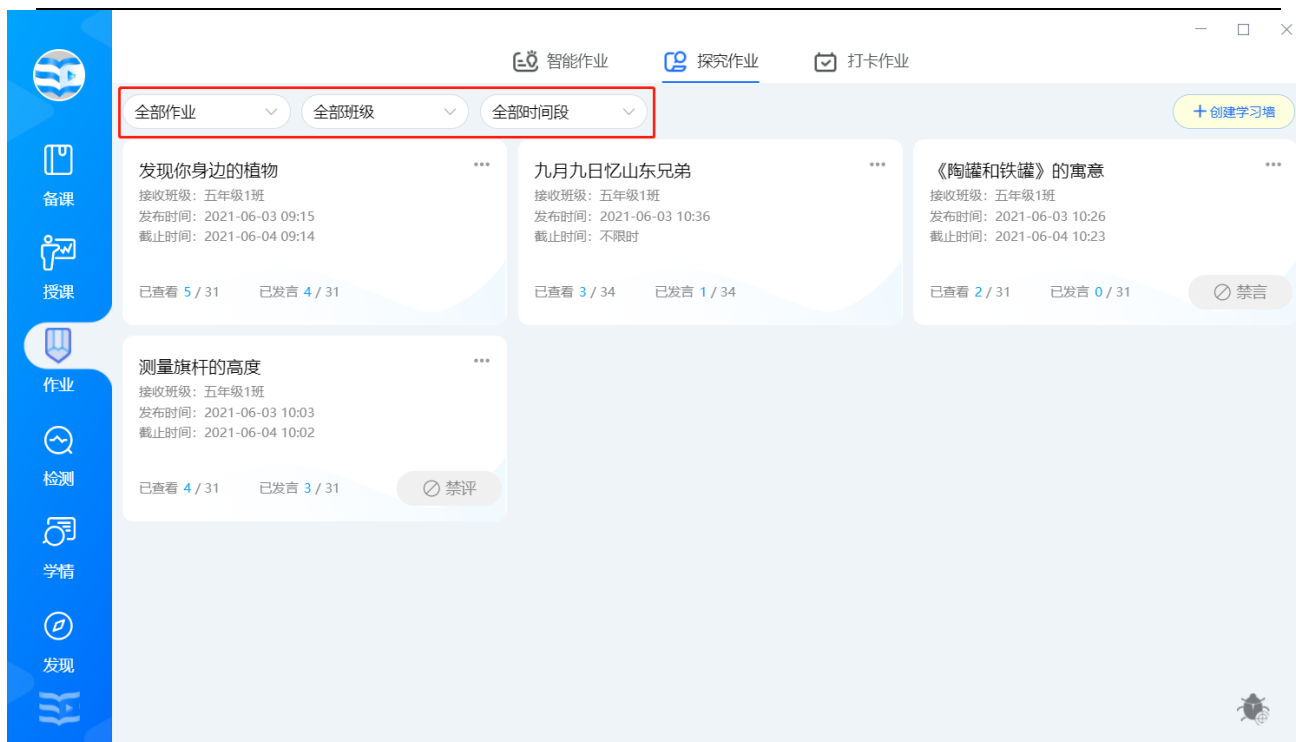 智能作业 探究作业 打卡作业
全部作业 全部班级 全部时间段 +创建学习墙
备课
授课
作业
检测
学情
发现
发现你身边的植物
接收班级：五年级1班
发布时间：2021-06-03 09:15
截止时间：2021-06-04 09:14
已查看 5 / 31 已发言 4 / 31
九月九日忆山东兄弟
接收班级：五年级1班
发布时间：2021-06-03 10:36
截止时间：不限时
已查看 3 / 34 已发言 1 / 34
《陶罐和铁罐》的寓意
接收班级：五年级1班
发布时间：2021-06-03 10:26
截止时间：2021-06-04 10:23
已查看 2 / 31 已发言 0 / 31 禁言
测量旗杆的高度
接收班级：五年级1班
发布时间：2021-06-03 10:03
截止时间：2021-06-04 10:02
已查看 4 / 31 已发言 3 / 31 禁评